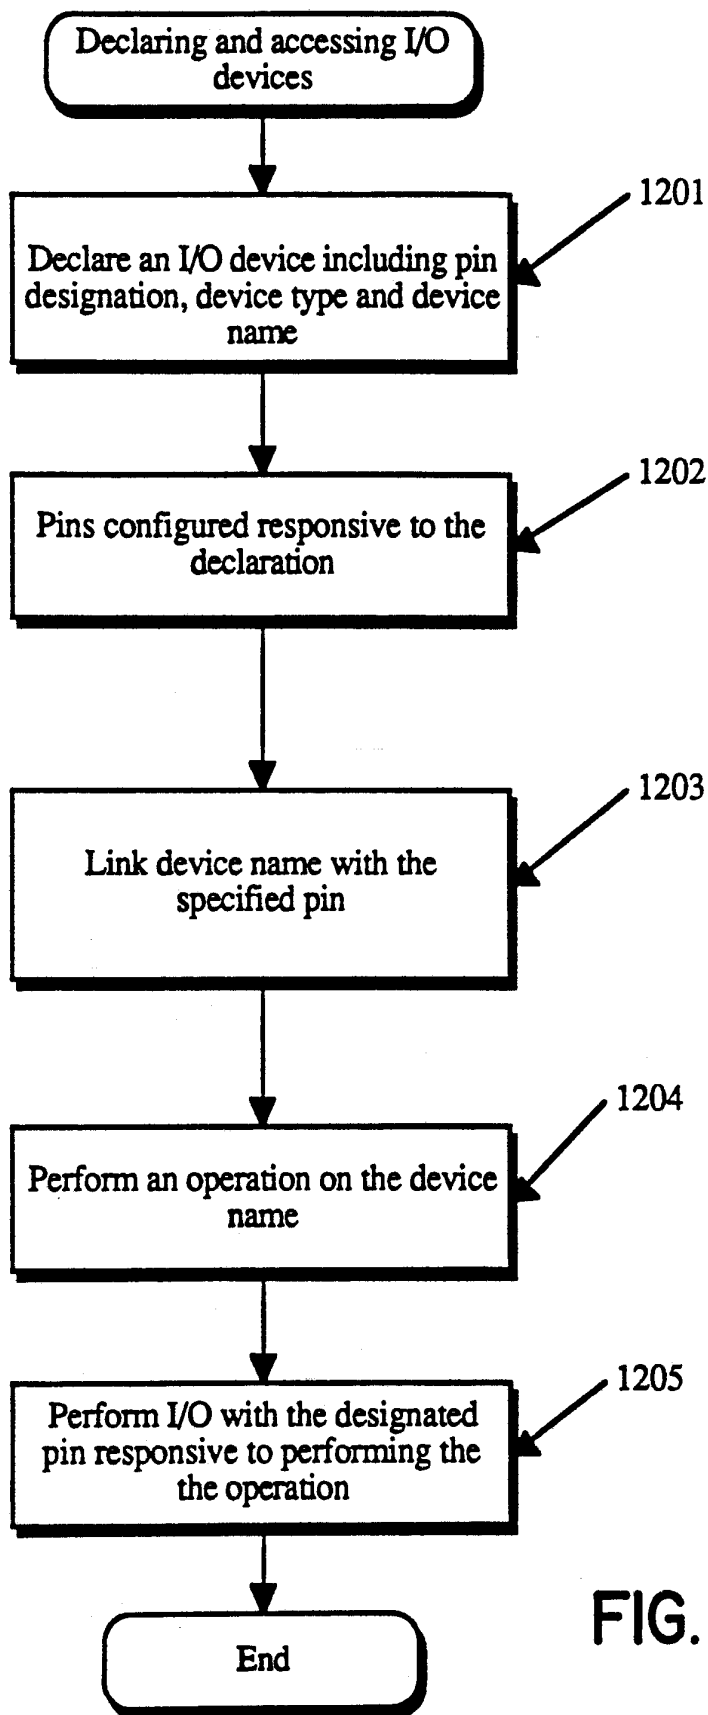 Declaring and accessing I/O
devices
1201
Declare an I/O device including pin
designation, device type and device
name
1202
Pins configured responsive to the
declaration
1203
Link device name with the
specified pin
1204
Perform an operation on the device
name
1205
Perform I/O with the designated
pin responsive to performing the
the operation
End
FIG.